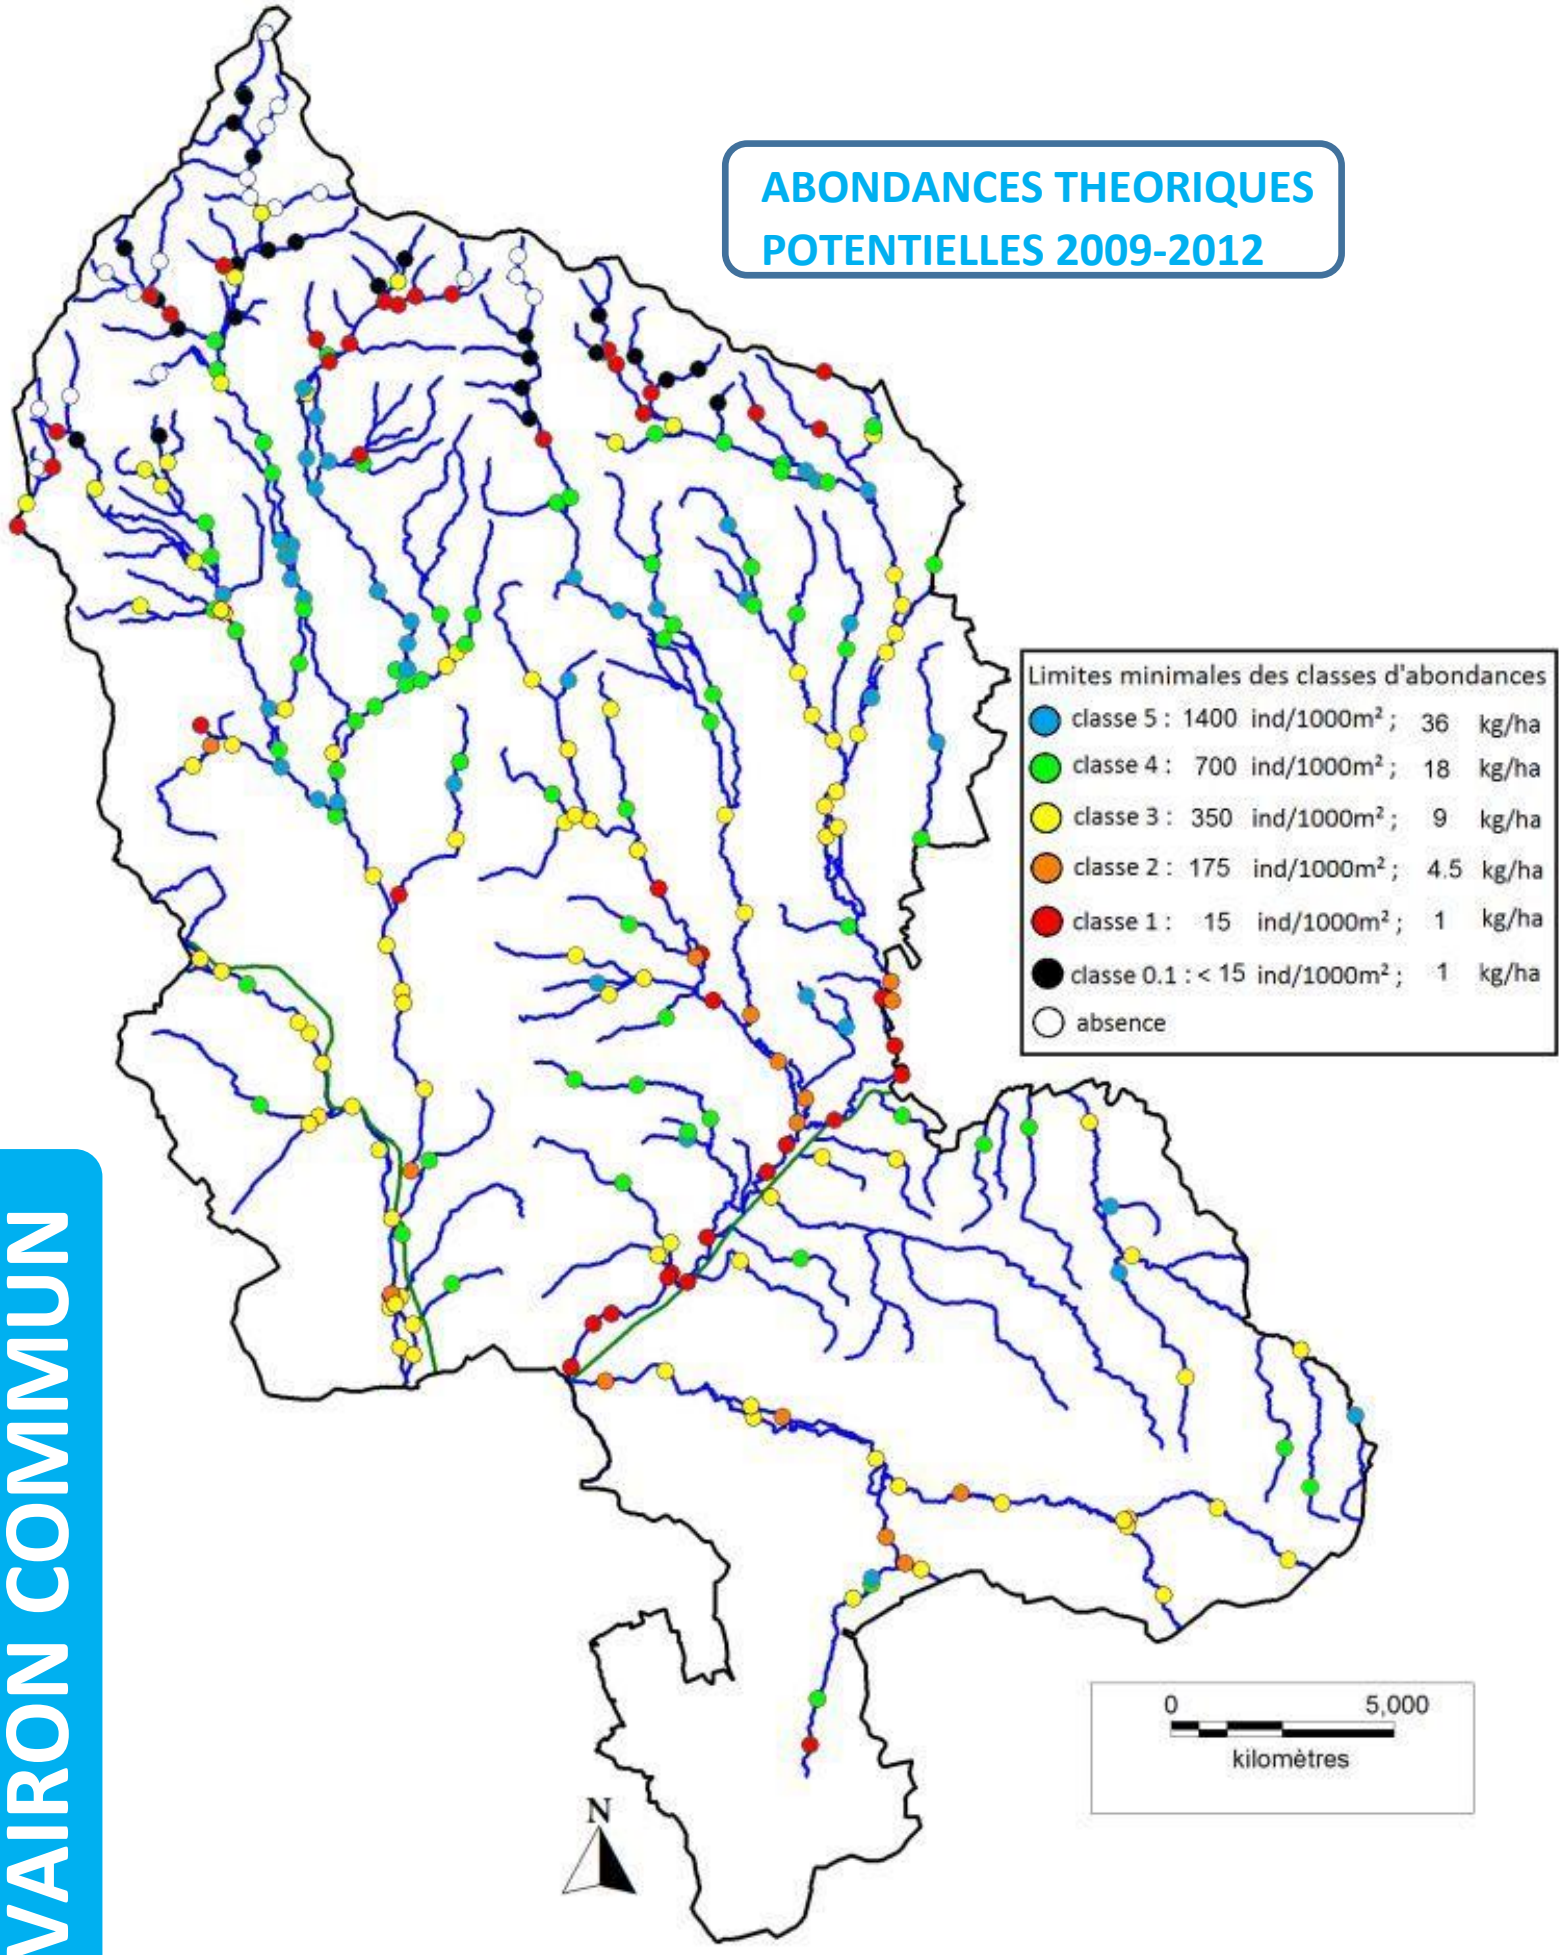 ABONDANCES THEORIQUES
POTENTIELLES 2009-2012
Limites minimales des classes d'abondances
classe 5 : 1400 ind/1000m² ; 36 kg/ha
classe 4 : 700 ind/1000m² ; 18 kg/ha
classe 3 : 350 ind/1000m² ; 9 kg/ha
classe 2 : 175 ind/1000m² ; 4.5 kg/ha
classe 1 : 15 ind/1000m² ; 1 kg/ha
classe 0.1 : < 15 ind/1000m² ; 1 kg/ha
absence
VAIRON COMMUN
0 5,000
kilomètres
N